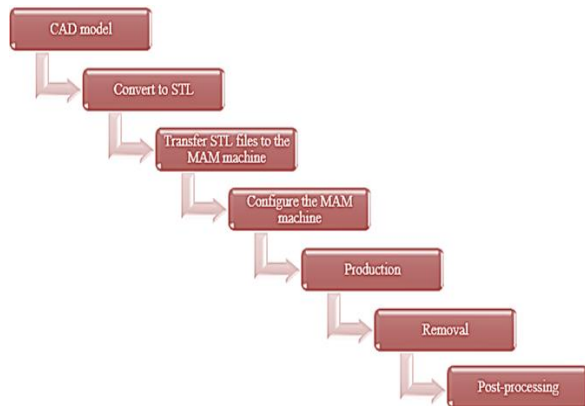 CAD model
Convert to STL
Transfer STL files to the
MAM machine
Configure the MAM
machine
Production
Removal
Post-processing